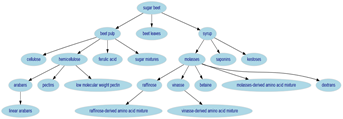 sugar beet
beet pulp
beet leaves
syrup
cellulose
hemicellulose
ferulic acid
sugar mixtures
molasses
saponins
kestoses
arabans
pectins
low molecular weight pectin
raffinose
vinasse
betaine
molasses-derived amino acid mixture
dextrans
linear arabans
raffinose-derived amino acid mixture
vinasse-derived amino acid mixture